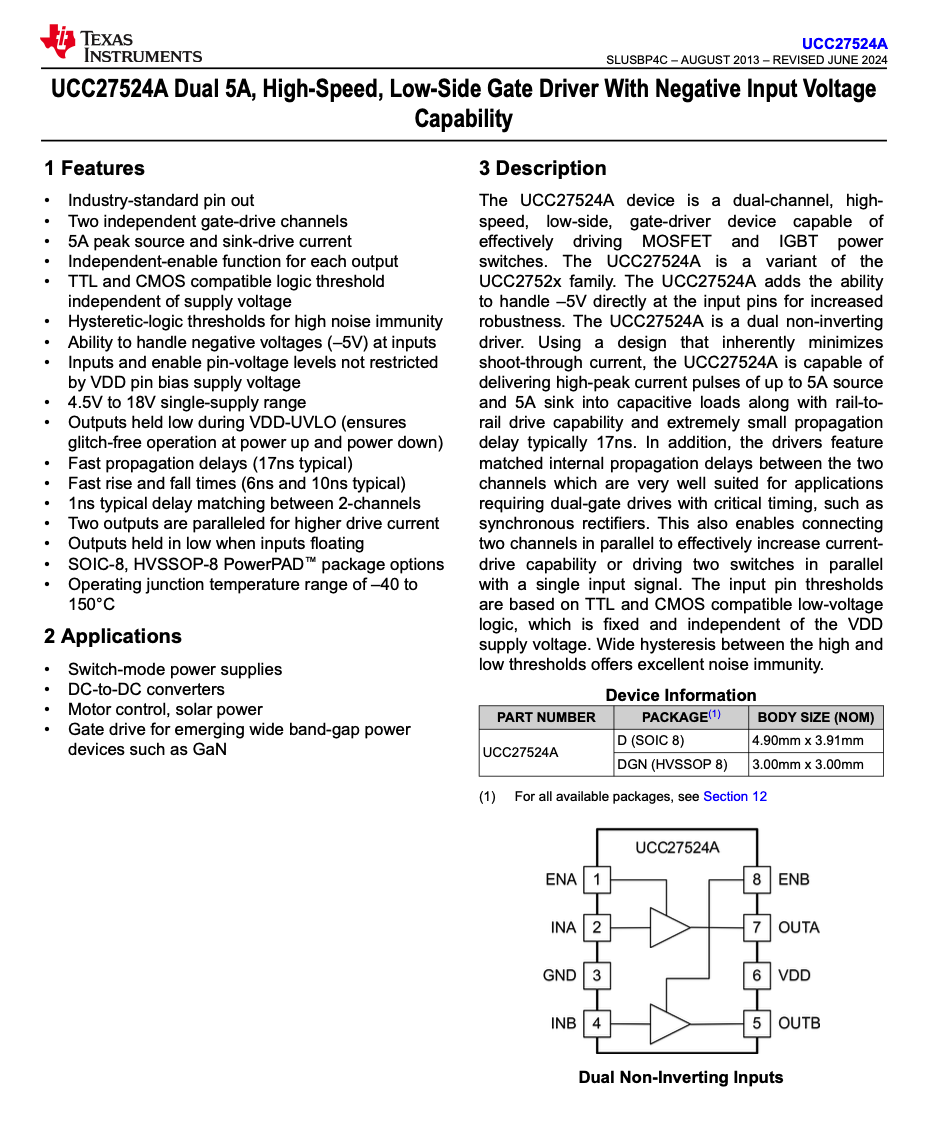 TEXAS
INSTRUMENTS
UCC27524A
SLUSBP4C – AUGUST 2013 – REVISED JUNE 2024
UCC27524A Dual 5A, High-Speed, Low-Side Gate Driver With Negative Input Voltage
Capability
1 Features
• Industry-standard pin out
• Two independent gate-drive channels
• 5A peak source and sink-drive current
• Independent-enable function for each output
• TTL and CMOS compatible logic threshold
independent of supply voltage
• Hysteretic-logic thresholds for high noise immunity
• Ability to handle negative voltages (–5V) at inputs
• Inputs and enable pin-voltage levels not restricted
by VDD pin bias supply voltage
• 4.5V to 18V single-supply range
• Outputs held low during VDD-UVLO (ensures
glitch-free operation at power up and power down)
• Fast propagation delays (17ns typical)
• Fast rise and fall times (6ns and 10ns typical)
• 1ns typical delay matching between 2-channels
• Two outputs are paralleled for higher drive current
• Outputs held in low when inputs floating
• SOIC-8, HVSSOP-8 PowerPAD™ package options
• Operating junction temperature range of –40 to
150°C
2 Applications
• Switch-mode power supplies
• DC-to-DC converters
• Motor control, solar power
• Gate drive for emerging wide band-gap power
devices such as GaN
3 Description
The UCC27524A device is a dual-channel, high-
speed, low-side, gate-driver device capable of
effectively driving MOSFET and IGBT power
switches. The UCC27524A is a variant of the
UCC2752x family. The UCC27524A adds the ability
to handle –5V directly at the input pins for increased
robustness. The UCC27524A is a dual non-inverting
driver. Using a design that inherently minimizes
shoot-through current, the UCC27524A is capable of
delivering high-peak current pulses of up to 5A source
and 5A sink into capacitive loads along with rail-to-
rail drive capability and extremely small propagation
delay typically 17ns. In addition, the drivers feature
matched internal propagation delays between the two
channels which are very well suited for applications
requiring dual-gate drives with critical timing, such as
synchronous rectifiers. This also enables connecting
two channels in parallel to effectively increase current-
drive capability or driving two switches in parallel
with a single input signal. The input pin thresholds
are based on TTL and CMOS compatible low-voltage
logic, which is fixed and independent of the VDD
supply voltage. Wide hysteresis between the high and
low thresholds offers excellent noise immunity.
Device Information
PART NUMBER PACKAGE(1) BODY SIZE (NOM)
UCC27524A
D (SOIC 8) 4.90mm x 3.91mm
DGN (HVSSOP 8) 3.00mm x 3.00mm
(1) For all available packages, see Section 12
UCC27524A
ENA 1 8 ENB
INA 2 7 OUTA
GND 3 6 VDD
INB 4 5 OUTB
Dual Non-Inverting Inputs